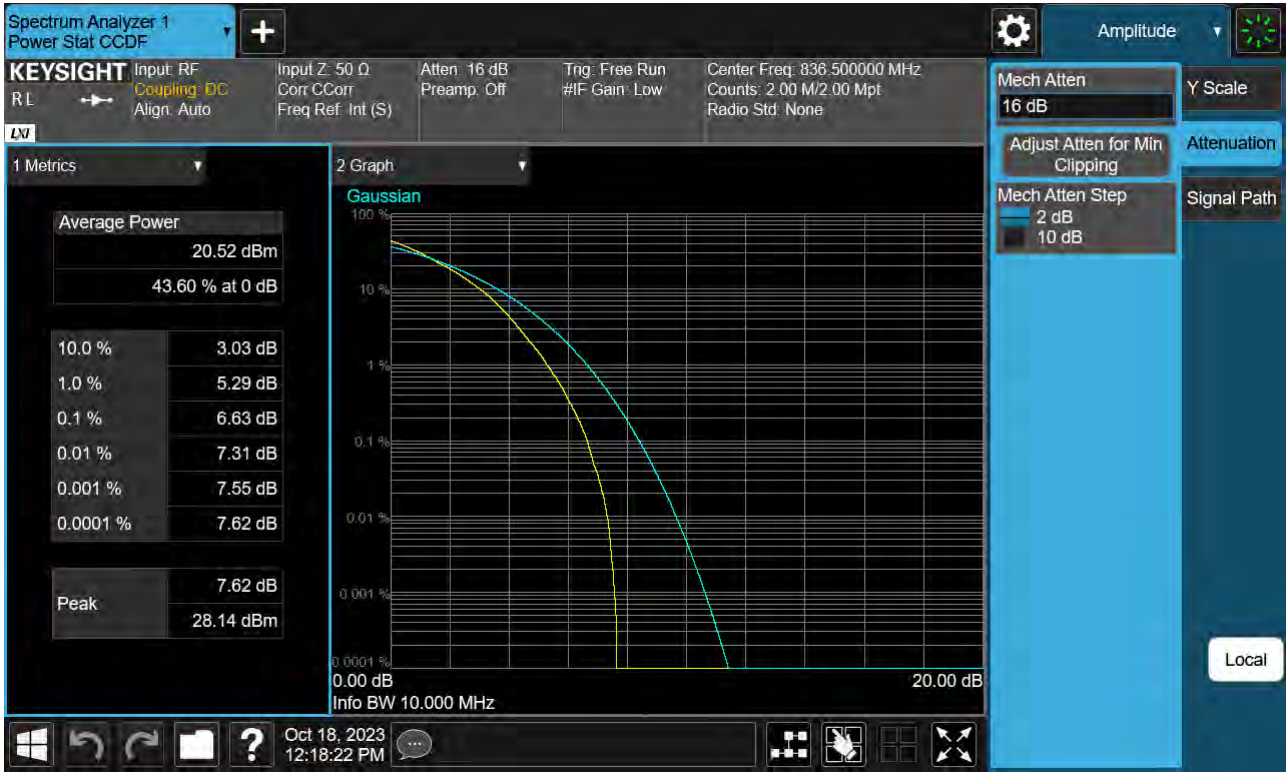 Spectrum Analyzer 1
Power Stat CCDF
+
Amplitude
KEYSIGHT
RL
LXI
Input: RF
Coupling: DC
Align: Auto
Input Z: 50 Ω
Corr CCorr
Freq Ref: Int (S)
Atten: 16 dB
Preamp: Off
Trig: Free Run
#IF Gain: Low
Center Freq: 836.500000 MHz
Counts: 2.00 M/2.00 Mpt
Radio Std: None
Mech Atten
16 dB
Adjust Atten for Min
Clipping
Mech Atten Step
2 dB
10 dB
Y Scale
Attenuation
Signal Path
Local
1 Metrics
Average Power
20.52 dBm
43.60 % at 0 dB
10.0 % 3.03 dB
1.0 % 5.29 dB
0.1 % 6.63 dB
0.01 % 7.31 dB
0.001 % 7.55 dB
0.0001 % 7.62 dB
Peak
7.62 dB
28.14 dBm
2 Graph
Gaussian
100 %
10 %
1 %
0.1 %
0.01 %
0.001 %
0.0001 %
0.00 dB 20.00 dB
Info BW 10.000 MHz
?
Oct 18, 2023
12:18:22 PM